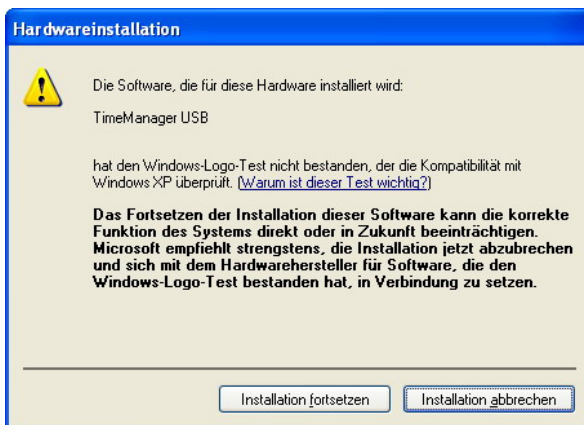 Hardwareinstallation
Die Software, die für diese Hardware installiert wird:
TimeManager USB
hat den Windows-Logo-Test nicht bestanden, der die Kompatibilität mit
Windows XP überprüft. (Warum ist dieser Test wichtig?)
Das Fortsetzen der Installation dieser Software kann die korrekte
Funktion des Systems direkt oder in Zukunft beeinträchtigen.
Microsoft empfiehlt strengstens, die Installation jetzt abzubrechen
und sich mit dem Hardwarehersteller für Software, die den
Windows-Logo-Test bestanden hat, in Verbindung zu setzen.
Installation fortsetzen
Installation abbrechen